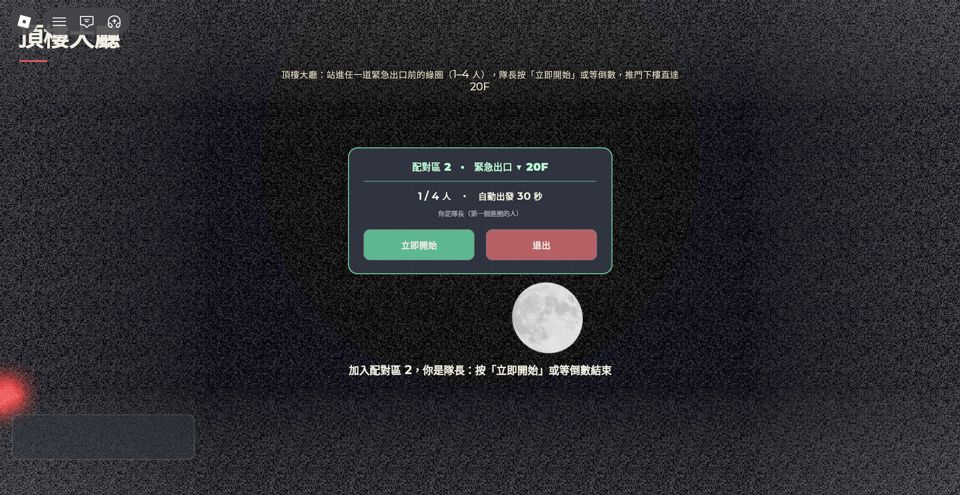 頂樓大廳
頂樓大廳：站進任一道緊急出口前的綠圈（1–4 人），隊長按「立即開始」或等倒數，推門下樓直達
20F
配對區 2 • 緊急出口 ▼ 20F
1 / 4 人 • 自動出發 30 秒
你是隊長（第一個進圈的人）
立即開始
退出
加入配對區 2，你是隊長：按「立即開始」或等倒數結束